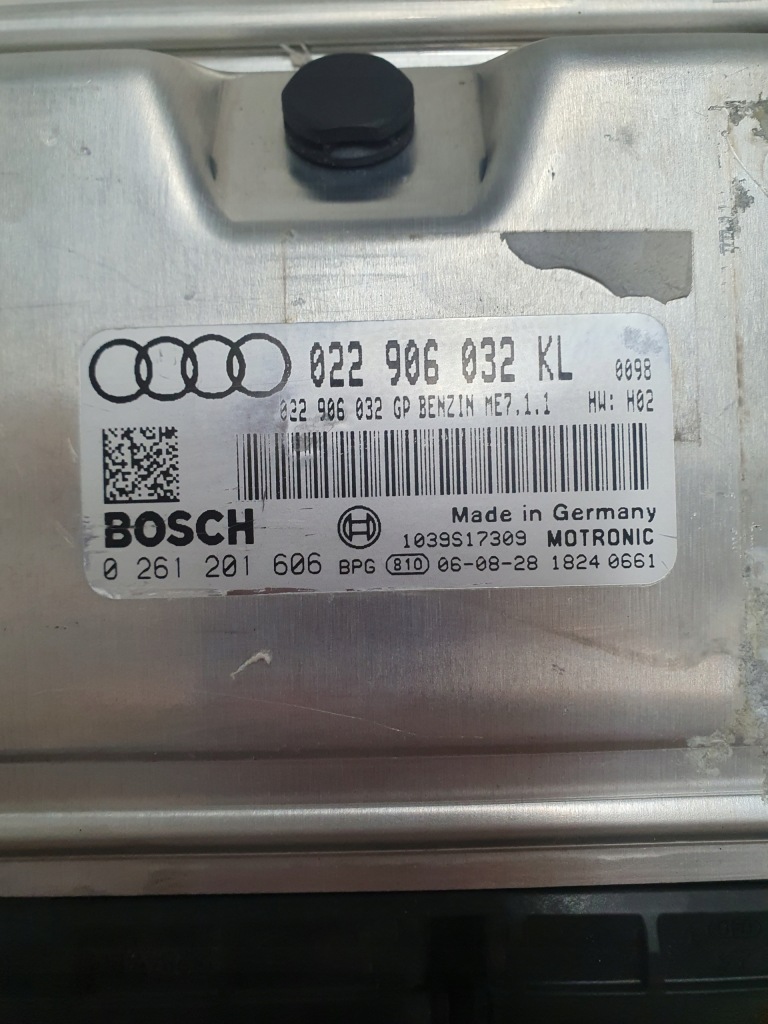 022 906 032 KL 0098
022 906 032 GP BENZIN ME7.1.1 HW: H02
BOSCH Made in Germany
1039S17309 MOTRONIC
0 261 201 606 BPG 810 06-08-28 1824 0661